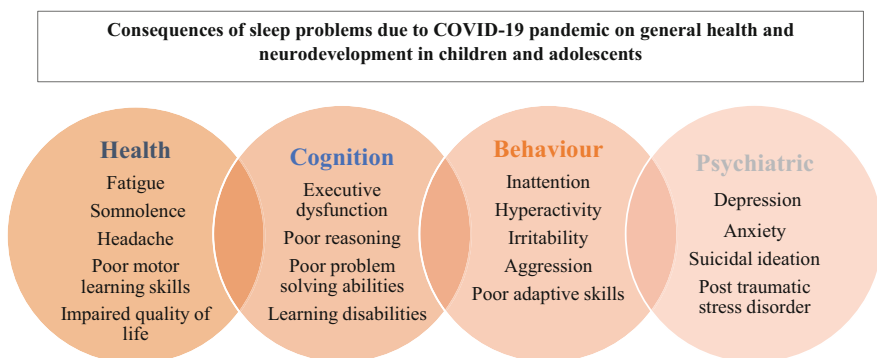 Consequences of sleep problems due to COVID-19 pandemic on general health and
neurodevelopment in children and adolescents
Health
Fatigue
Somnolence
Headache
Poor motor
learning skills
Impaired quality of
life
Cognition
Executive
dysfunction
Poor reasoning
Poor problem
solving abilities
Learning disabilities
Behaviour
Inattention
Hyperactivity
Irritability
Aggression
Poor adaptive skills
Psychiatric
Depression
Anxiety
Suicidal ideation
Post traumatic
stress disorder